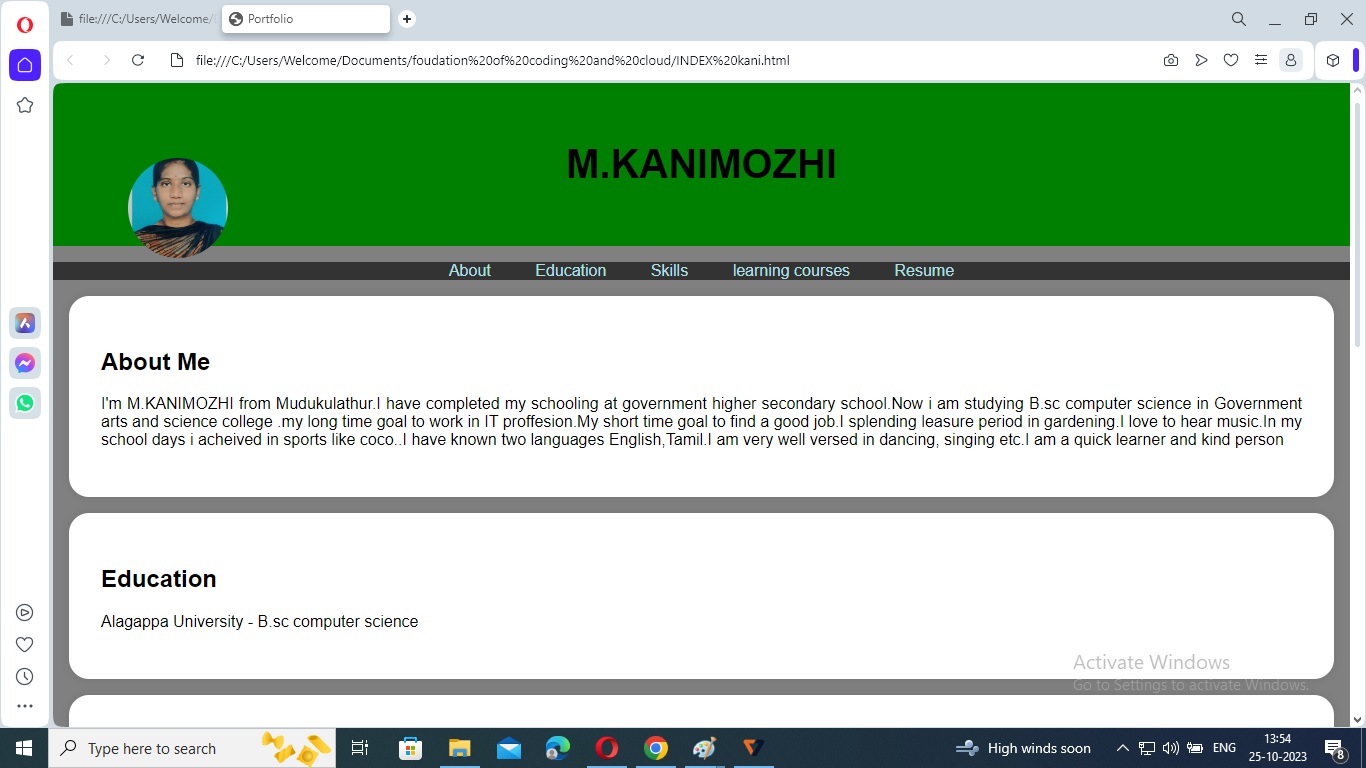 file:///C:/Users/Welcome/
Portfolio
file:///C:/Users/Welcome/Documents/foudation%20of%20coding%20and%20cloud/INDEX%20kani.html
M.KANIMOZHI
About Education Skills learning courses Resume
About Me
I'm M.KANIMOZHI from Mudukulathur.I have completed my schooling at government higher secondary school.Now i am studying B.sc computer science in Government
arts and science college .my long time goal to work in IT proffesion.My short time goal to find a good job.I splending leasure period in gardening.I love to hear music.In my
school days i acheived in sports like coco..I have known two languages English,Tamil.I am very well versed in dancing, singing etc.I am a quick learner and kind person
Education
Alagappa University - B.sc computer science
Activate Windows
Go to Settings to activate Windows.
Type here to search
High winds soon
ENG
13:54
25-10-2023
8